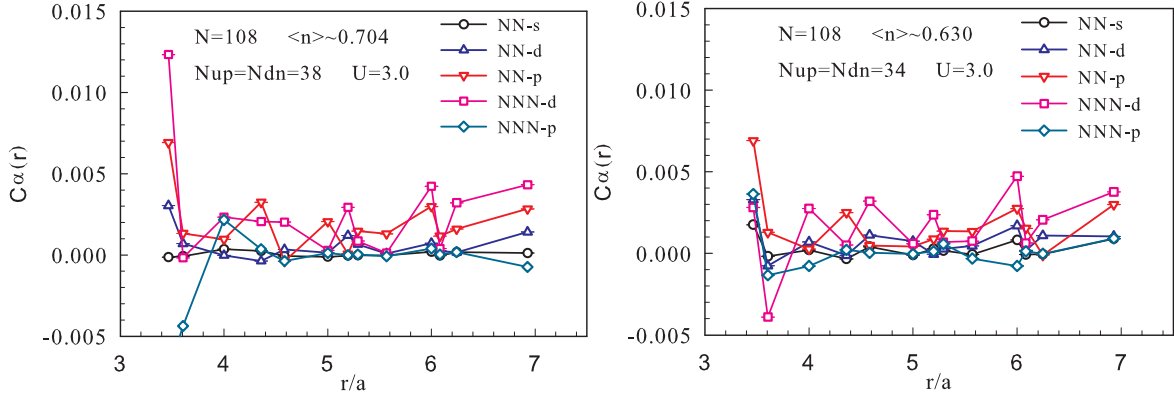 0.015
0.010
0.005
0.000
-0.005
Cα(r)
N=108 <n>~0.704
Nup=Ndn=38 U=3.0
NN-s
NN-d
NN-p
NNN-d
NNN-p
3 4 5 6 7
r/a
0.015
0.010
0.005
0.000
-0.005
Cα(r)
N=108 <n>~0.630
Nup=Ndn=34 U=3.0
NN-s
NN-d
NN-p
NNN-d
NNN-p
3 4 5 6 7
r/a